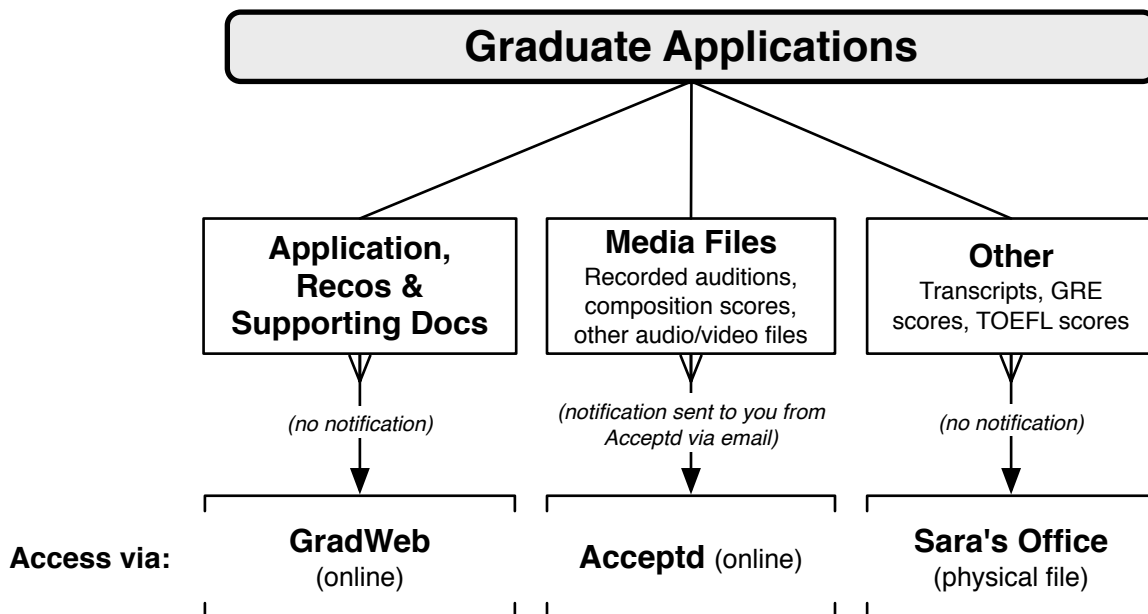 Graduate Applications
Application,
Recos &
Supporting Docs
Media Files
Recorded auditions,
composition scores,
other audio/video files
Other
Transcripts, GRE
scores, TOEFL scores
(no notification)
(notification sent to you from
Acceptd via email)
(no notification)
Access via:
GradWeb
(online)
Acceptd (online)
Sara's Office
(physical file)